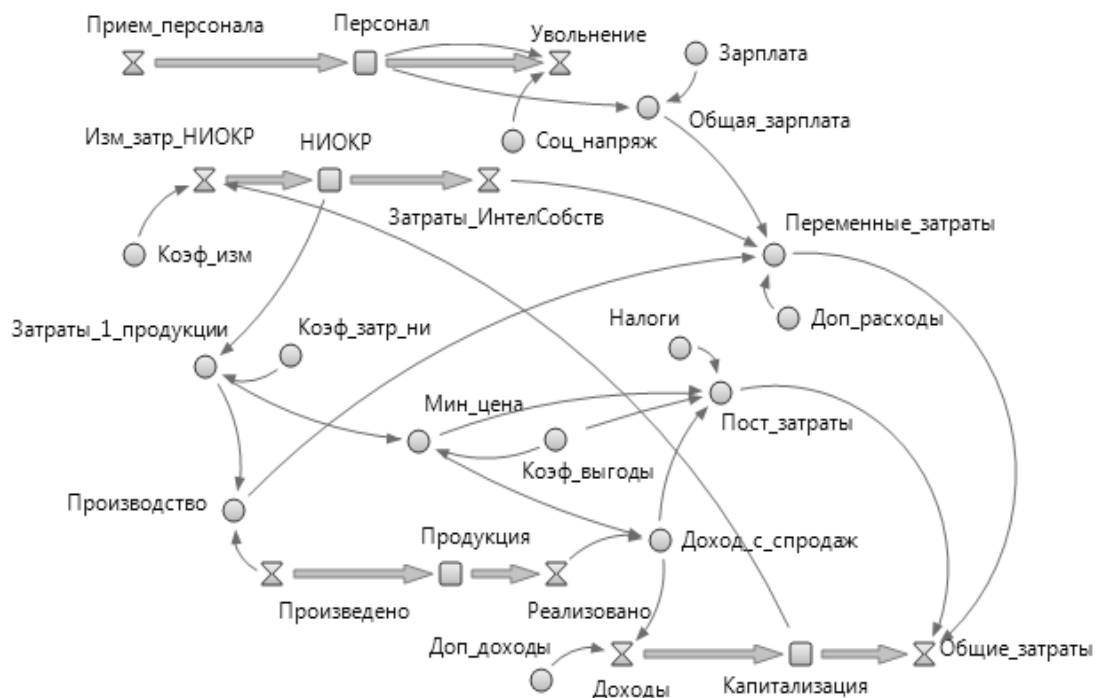 Прием_персонала
Персонал
Увольнение
Зарплата
Общая_зарплата
Соц_напряж
Изм_затр_НИОКР
НИОКР
Затраты_ИнтелСобств
Коэф_изм
Переменные_затраты
Доп_расходы
Налоги
Затраты_1_продукции
Коэф_затр_ни
Мин_цена
Пост_затраты
Коэф_выгоды
Производство
Продукция
Доход_с_спродаж
Произведено
Реализовано
Доп_доходы
Доходы
Капитализация
Общие_затраты